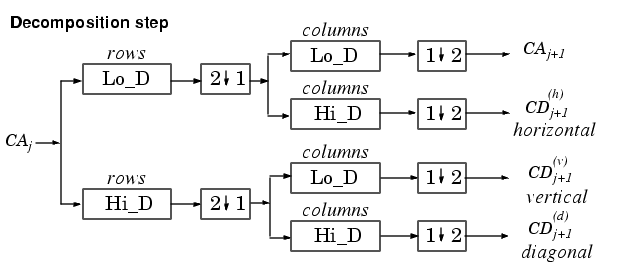 Decomposition step
columns
rows
Lo_D 2↓1 Lo_D 1↓2 CA_{j+1}
columns
Hi_D 1↓2 CD_{j+1}^{(h)}
horizontal
CA_j
columns
rows
Lo_D 1↓2 CD_{j+1}^{(v)}
vertical
Hi_D 2↓1
columns
Hi_D 1↓2 CD_{j+1}^{(d)}
diagonal